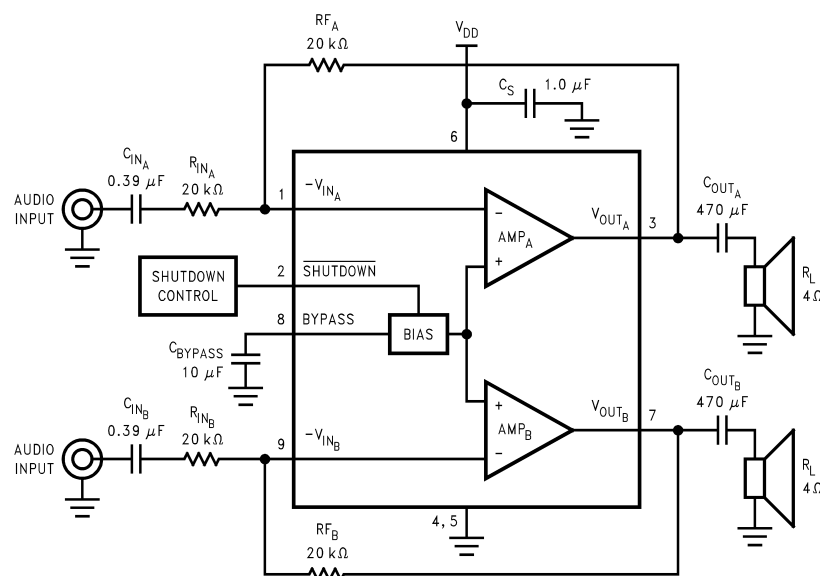 RF_A
20 kΩ
V_DD
C_S 1.0 μF
6
C_IN_A
0.39 μF
R_IN_A
20 kΩ
AUDIO
INPUT
1
-V_IN_A
-
AMP_A
+
V_OUT_A
3
C_OUT_A
470 μF
R_L
4Ω
SHUTDOWN
CONTROL
2
SHUTDOWN
8
BYPASS
BIAS
C_BYPASS
10 μF
C_IN_B
0.39 μF
R_IN_B
20 kΩ
AUDIO
INPUT
9
-V_IN_B
+
AMP_B
-
V_OUT_B
7
C_OUT_B
470 μF
R_L
4Ω
4, 5
RF_B
20 kΩ